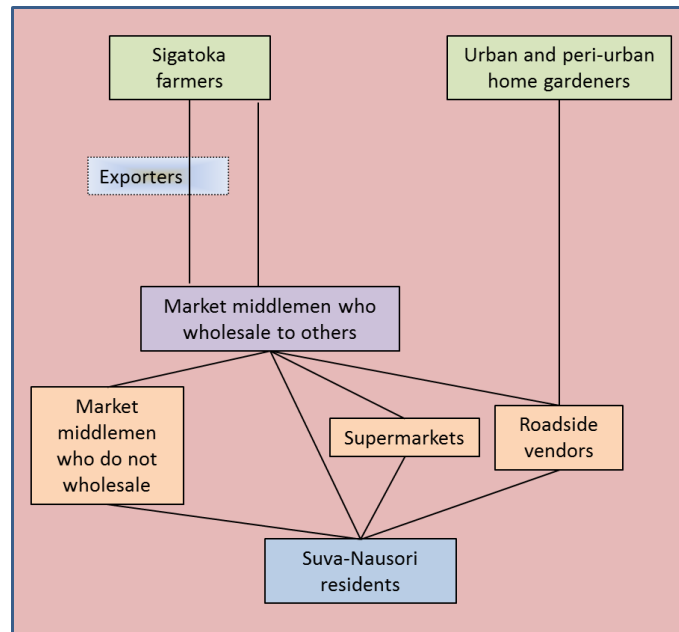 Sigatoka
farmers
Urban and peri-urban
home gardeners
Exporters
Market middlemen who
wholesale to others
Market
middlemen
who do not
wholesale
Supermarkets
Roadside
vendors
Suva-Nausori
residents